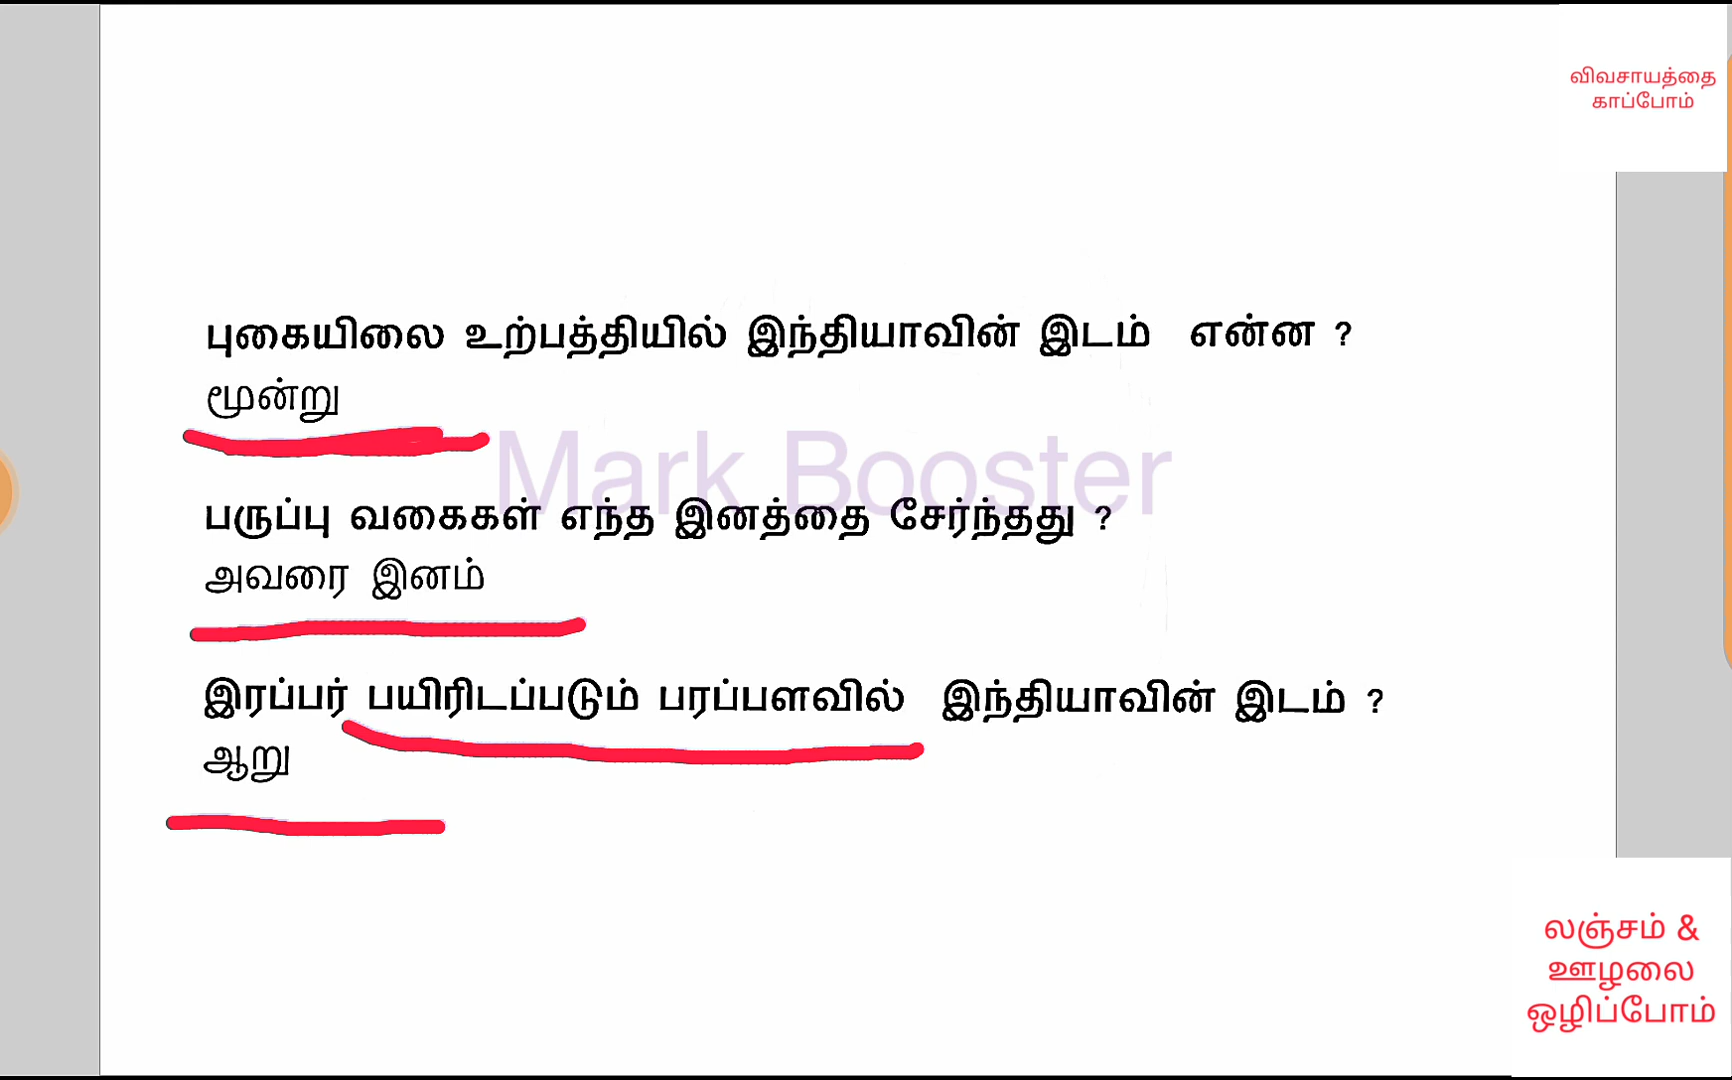 விவசாயத்தை
காப்போம்
புகையிலை உற்பத்தியில் இந்தியாவின் இடம் என்ன ?
மூன்று
Mark Booster
பருப்பு வகைகள் எந்த இனத்தை சேர்ந்தது ?
அவரை இனம்
இரப்பர் பயிரிடப்படும் பரப்பளவில் இந்தியாவின் இடம் ?
ஆறு
லஞ்சம் &
ஊழலை
ஒழிப்போம்